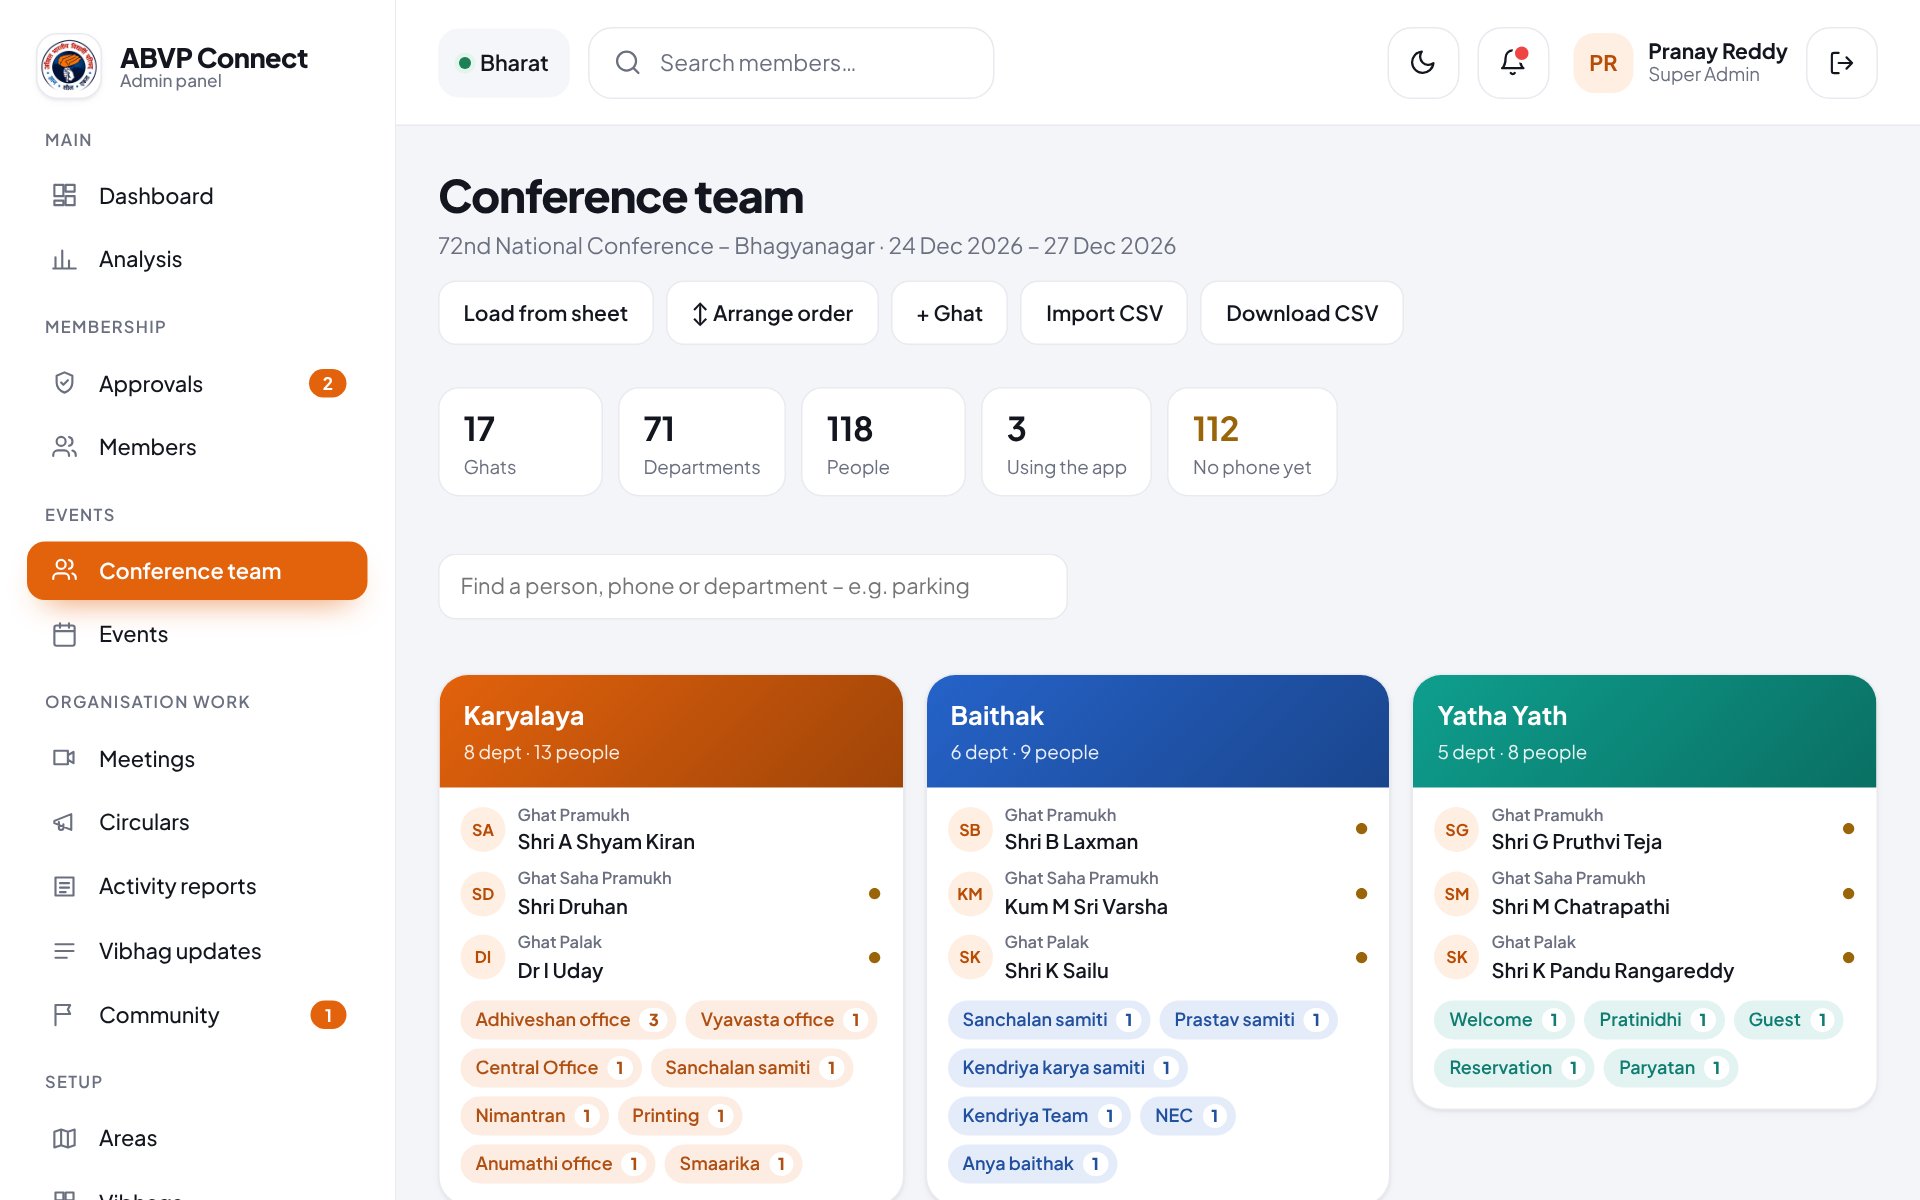 ABVP Connect
Admin panel
MAIN
Dashboard
Analysis
MEMBERSHIP
Approvals 2
Members
EVENTS
Conference team
Events
ORGANISATION WORK
Meetings
Circulars
Activity reports
Vibhag updates
Community 1
SETUP
Areas
Bharat
Search members...
PR
Pranay Reddy
Super Admin
Conference team
72nd National Conference – Bhagyanagar · 24 Dec 2026 – 27 Dec 2026
Load from sheet
↕ Arrange order
+ Ghat
Import CSV
Download CSV
17
Ghats
71
Departments
118
People
3
Using the app
112
No phone yet
Find a person, phone or department – e.g. parking
Karyalaya
8 dept · 13 people
SA
Ghat Pramukh
Shri A Shyam Kiran
SD
Ghat Saha Pramukh
Shri Druhan
DI
Ghat Palak
Dr I Uday
Adhiveshan office 3
Vyavasta office 1
Central Office 1
Sanchalan samiti 1
Nimantran 1
Printing 1
Anumathi office 1
Smaarika 1
Baithak
6 dept · 9 people
SB
Ghat Pramukh
Shri B Laxman
KM
Ghat Saha Pramukh
Kum M Sri Varsha
SK
Ghat Palak
Shri K Sailu
Sanchalan samiti 1
Prastav samiti 1
Kendriya karya samiti 1
Kendriya Team 1
NEC 1
Anya baithak 1
Yatha Yath
5 dept · 8 people
SG
Ghat Pramukh
Shri G Pruthvi Teja
SM
Ghat Saha Pramukh
Shri M Chatrapathi
SK
Ghat Palak
Shri K Pandu Rangareddy
Welcome 1
Pratinidhi 1
Guest 1
Reservation 1
Paryatan 1